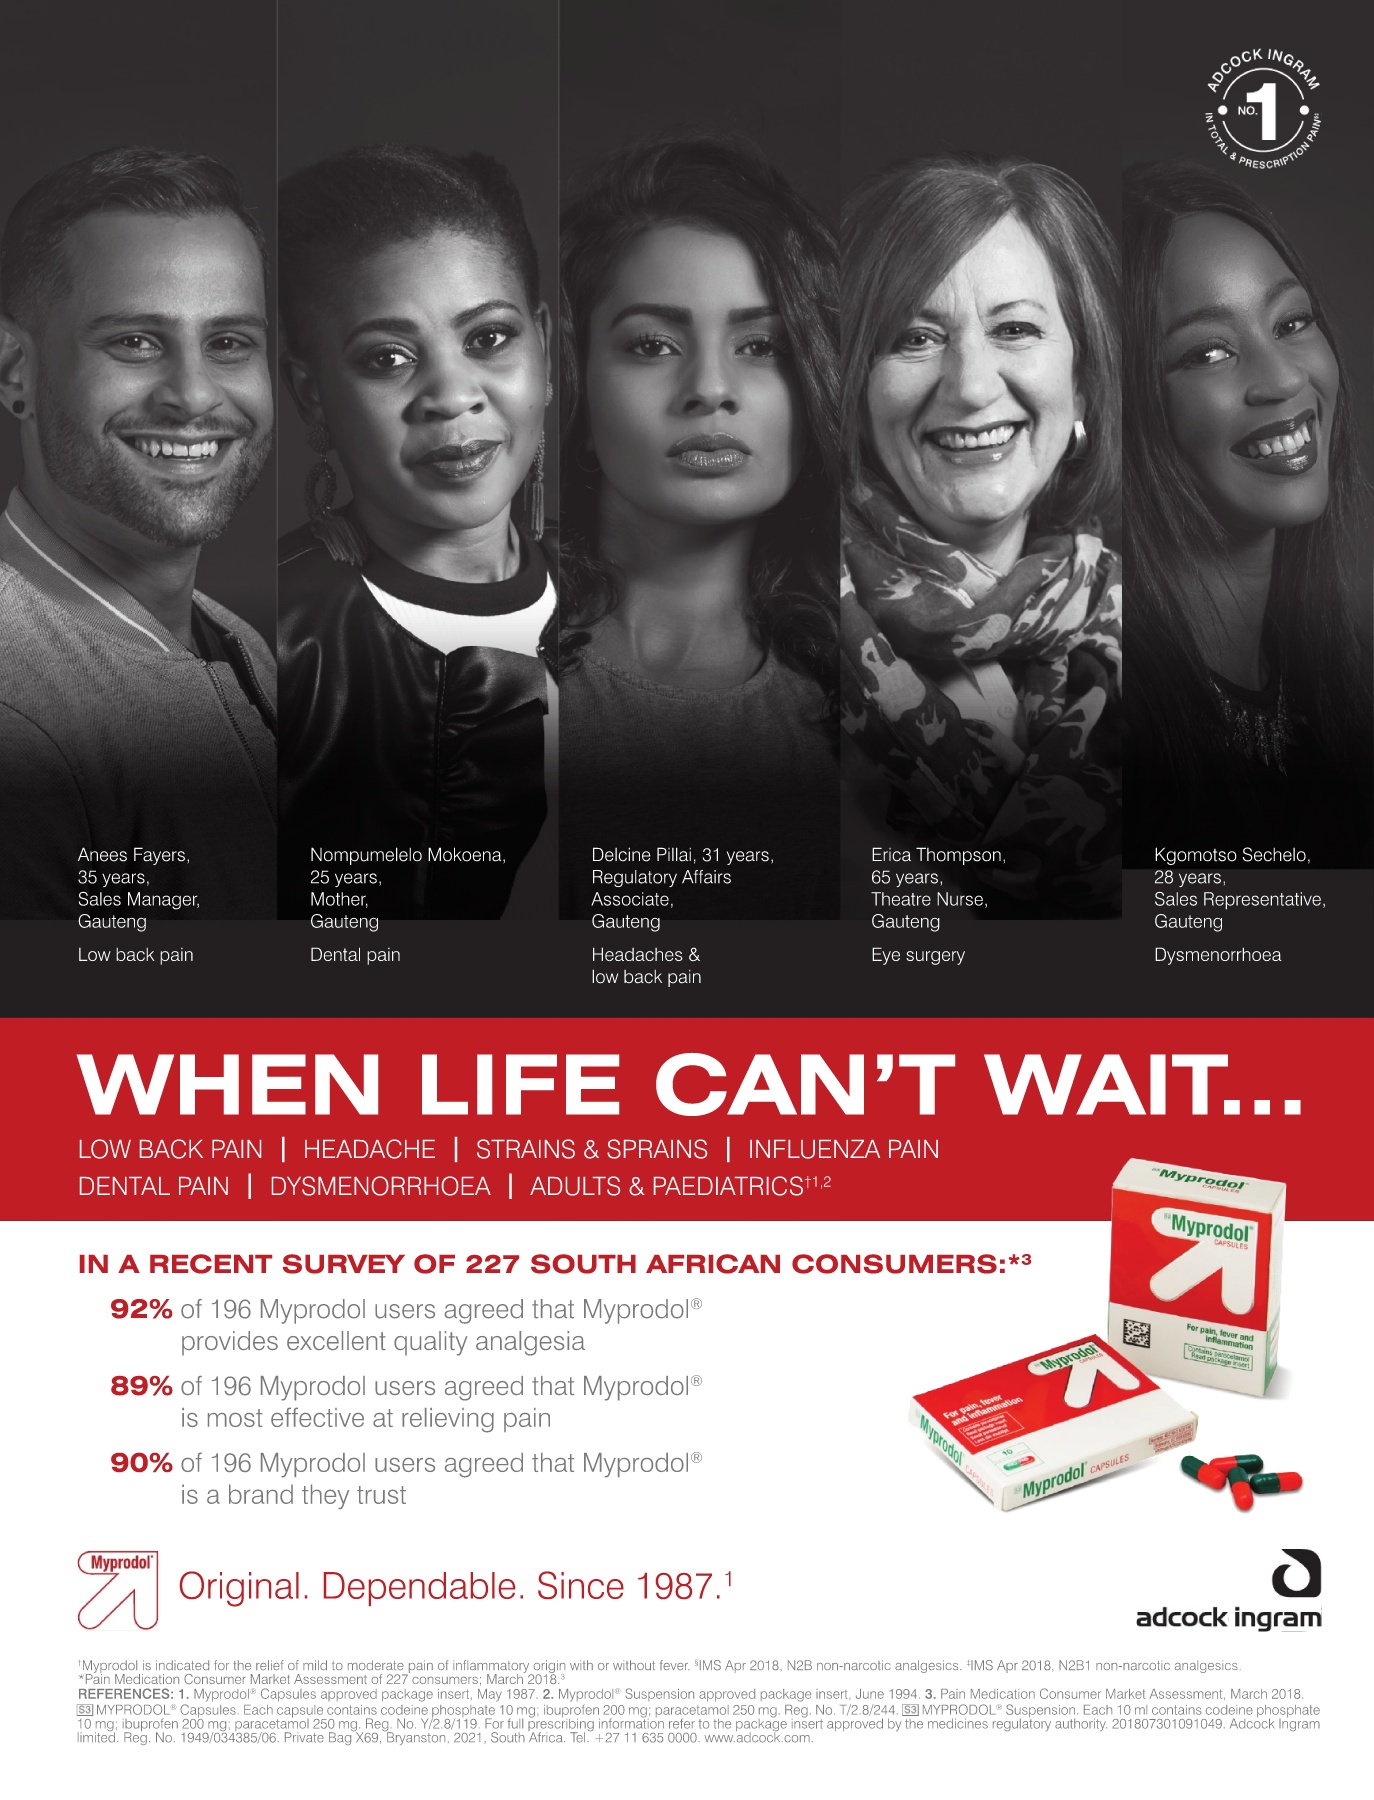 ADCOCK INGRAM
NO. 1
IN TOTAL & PRESCRIPTION PAIN§‡
Anees Fayers,
35 years,
Sales Manager,
Gauteng
Low back pain
Nompumelelo Mokoena,
25 years,
Mother,
Gauteng
Dental pain
Delcine Pillai, 31 years,
Regulatory Affairs
Associate,
Gauteng
Headaches &
low back pain
Erica Thompson,
65 years,
Theatre Nurse,
Gauteng
Eye surgery
Kgomotso Sechelo,
28 years,
Sales Representative,
Gauteng
Dysmenorrhoea
WHEN LIFE CAN'T WAIT...
LOW BACK PAIN | HEADACHE | STRAINS & SPRAINS | INFLUENZA PAIN
DENTAL PAIN | DYSMENORRHOEA | ADULTS & PAEDIATRICS†1,2
Myprodol®
CAPSULES
Myprodol®
CAPSULES
For pain, fever and
inflammation
Contains paracetamol
Read package insert
Myprodol®
CAPSULES
For pain, fever
and inflammation
Myprodol®
CAPSULES
10
Myprodol® CAPSULES
IN A RECENT SURVEY OF 227 SOUTH AFRICAN CONSUMERS:*3
92% of 196 Myprodol users agreed that Myprodol®
provides excellent quality analgesia
89% of 196 Myprodol users agreed that Myprodol®
is most effective at relieving pain
90% of 196 Myprodol users agreed that Myprodol®
is a brand they trust
Myprodol®
Original. Dependable. Since 1987.1
adcock ingram
†Myprodol is indicated for the relief of mild to moderate pain of inflammatory origin with or without fever. §IMS Apr 2018, N2B non-narcotic analgesics. ‡IMS Apr 2018, N2B1 non-narcotic analgesics.
*Pain Medication Consumer Market Assessment of 227 consumers; March 2018.3
REFERENCES: 1. Myprodol® Capsules approved package insert, May 1987. 2. Myprodol® Suspension approved package insert, June 1994. 3. Pain Medication Consumer Market Assessment, March 2018.
S3 MYPRODOL® Capsules. Each capsule contains codeine phosphate 10 mg; ibuprofen 200 mg; paracetamol 250 mg. Reg. No. T/2.8/244. S3 MYPRODOL® Suspension. Each 10 ml contains codeine phosphate
10 mg; ibuprofen 200 mg; paracetamol 250 mg. Reg. No. Y/2.8/119. For full prescribing information refer to the package insert approved by the medicines regulatory authority. 201807301091049. Adcock Ingram
limited. Reg. No. 1949/034385/06. Private Bag X69, Bryanston, 2021, South Africa. Tel. +27 11 635 0000. www.adcock.com.